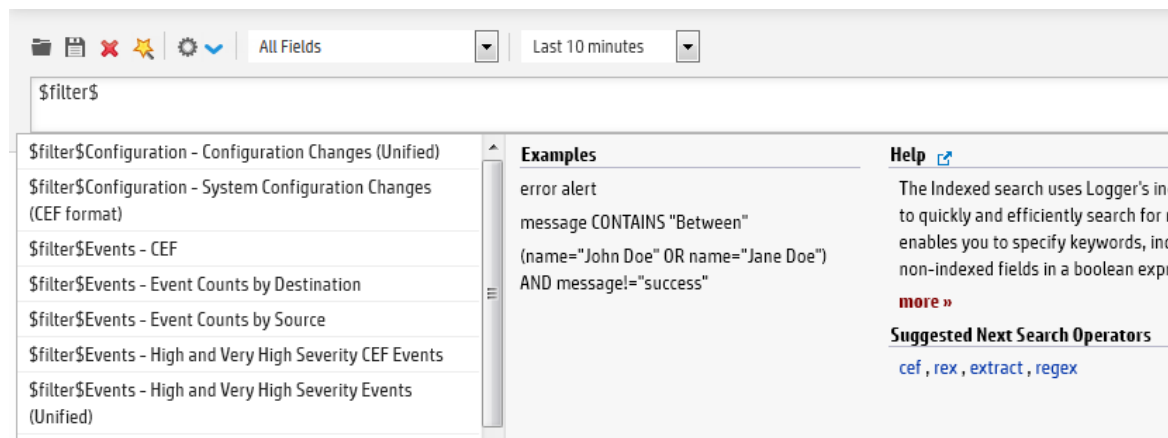 All Fields
Last 10 minutes
$filter$
$filter$Configuration - Configuration Changes (Unified)
$filter$Configuration - System Configuration Changes
(CEF format)
$filter$Events - CEF
$filter$Events - Event Counts by Destination
$filter$Events - Event Counts by Source
$filter$Events - High and Very High Severity CEF Events
$filter$Events - High and Very High Severity Events
(Unified)
Examples
error alert
message CONTAINS "Between"
(name="John Doe" OR name="Jane Doe")
AND message!="success"
Help
The Indexed search uses Logger's
to quickly and efficiently search for
enables you to specify keywords,
non-indexed fields in a boolean
more »
Suggested Next Search Operators
cef , rex , extract , regex